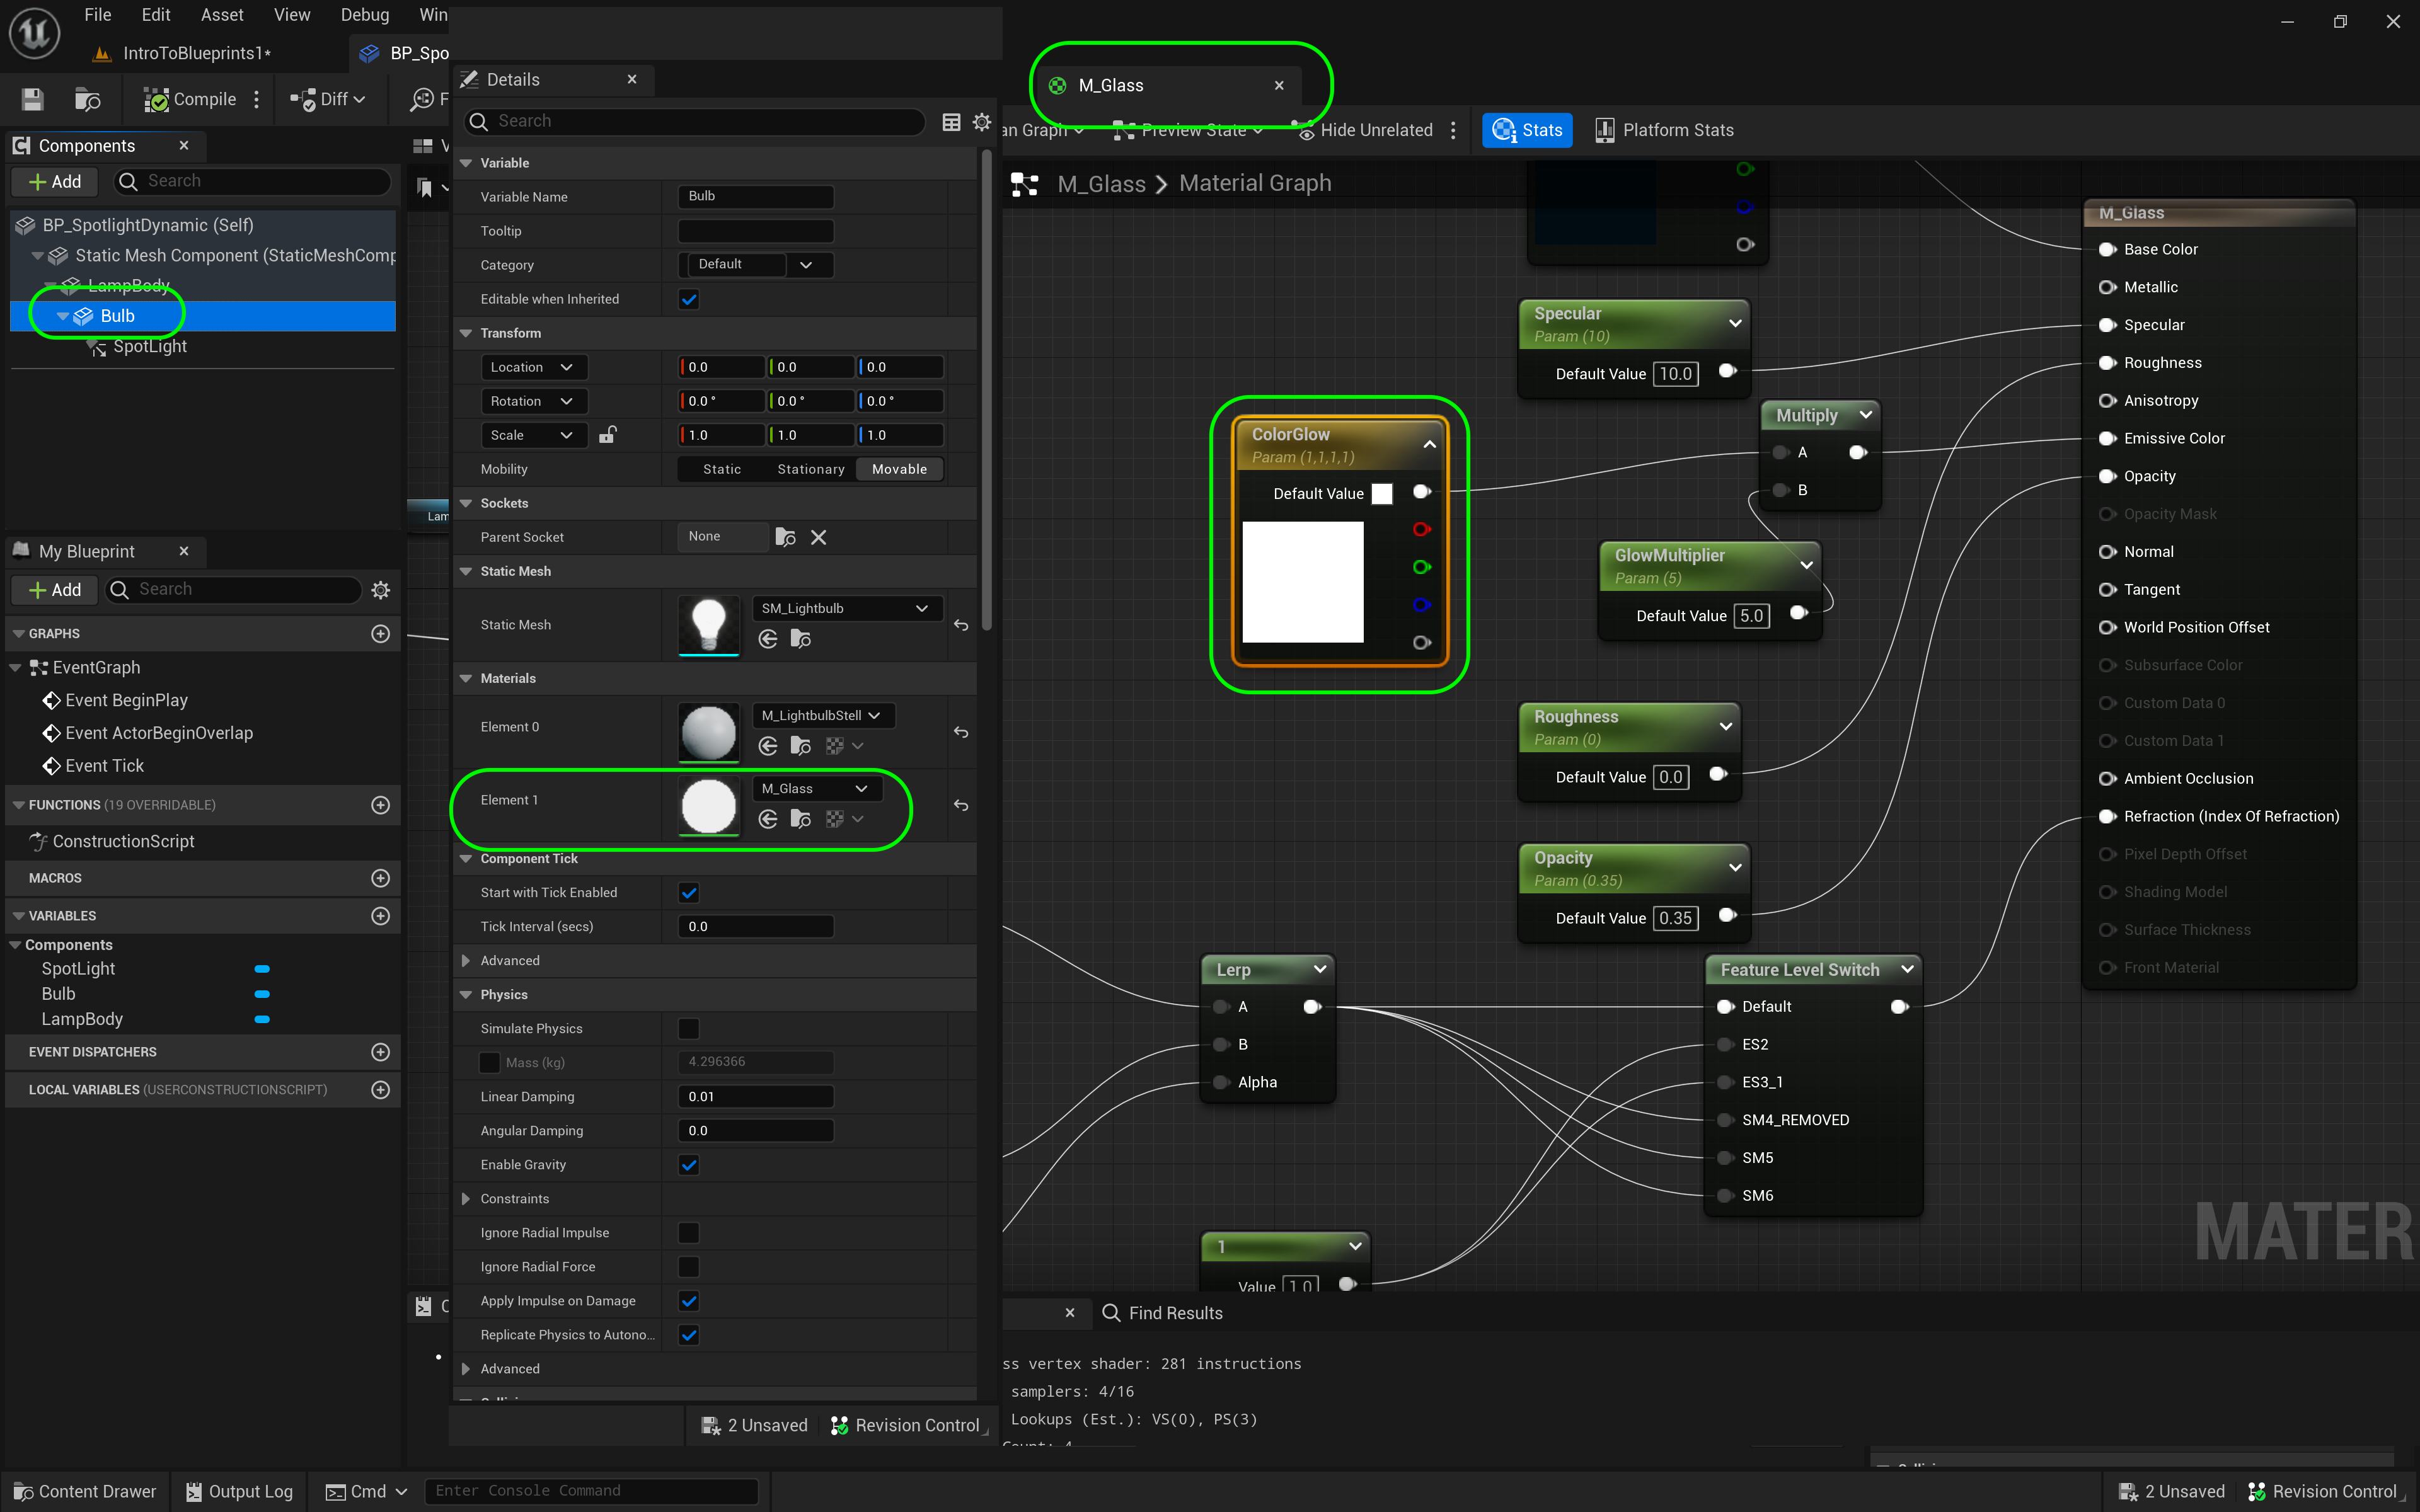 File Edit Asset View Debug Win
IntroToBlueprints1*
BP_Spo
Compile
Diff
F
Components
V
Add
Search
BP_SpotlightDynamic (Self)
Static Mesh Component (StaticMeshComp
LampBody
Bulb
SpotLight
Lam
My Blueprint
Add
Search
GRAPHS
EventGraph
Event BeginPlay
Event ActorBeginOverlap
Event Tick
FUNCTIONS (19 OVERRIDABLE)
ConstructionScript
MACROS
VARIABLES
Components
SpotLight
Bulb
LampBody
EVENT DISPATCHERS
LOCAL VARIABLES (USERCONSTRUCTIONSCRIPT)
Details
Search
Variable
Variable Name Bulb
Tooltip
Category Default
Editable when Inherited
Transform
Location 0.0 0.0 0.0
Rotation 0.0 ° 0.0 ° 0.0 °
Scale 1.0 1.0 1.0
Mobility Static Stationary Movable
Sockets
Parent Socket None
Static Mesh
Static Mesh SM_Lightbulb
Materials
Element 0 M_LightbulbStell
Element 1 M_Glass
Component Tick
Start with Tick Enabled
Tick Interval (secs) 0.0
Advanced
Physics
Simulate Physics
Mass (kg) 4.296366
Linear Damping 0.01
Angular Damping 0.0
Enable Gravity
Constraints
Ignore Radial Impulse
Ignore Radial Force
Apply Impulse on Damage
Replicate Physics to Autono...
Advanced
2 Unsaved Revision Control
M_Glass
an Graph Preview State Hide Unrelated Stats Platform Stats
M_Glass > Material Graph
Specular
Param (10)
Default Value 10.0
ColorGlow
Param (1,1,1,1)
Default Value
Multiply
A
B
GlowMultiplier
Param (5)
Default Value 5.0
Roughness
Param (0)
Default Value 0.0
Opacity
Param (0.35)
Default Value 0.35
Lerp
A
B
Alpha
Feature Level Switch
Default
ES2
ES3_1
SM4_REMOVED
SM5
SM6
1
Value 1.0
M_Glass
Base Color
Metallic
Specular
Roughness
Anisotropy
Emissive Color
Opacity
Opacity Mask
Normal
Tangent
World Position Offset
Subsurface Color
Custom Data 0
Custom Data 1
Ambient Occlusion
Refraction (Index Of Refraction)
Pixel Depth Offset
Shading Model
Surface Thickness
Front Material
MATER
Find Results
ss vertex shader: 281 instructions
samplers: 4/16
Lookups (Est.): VS(0), PS(3)
Content Drawer Output Log Cmd Enter Console Command
2 Unsaved Revision Control